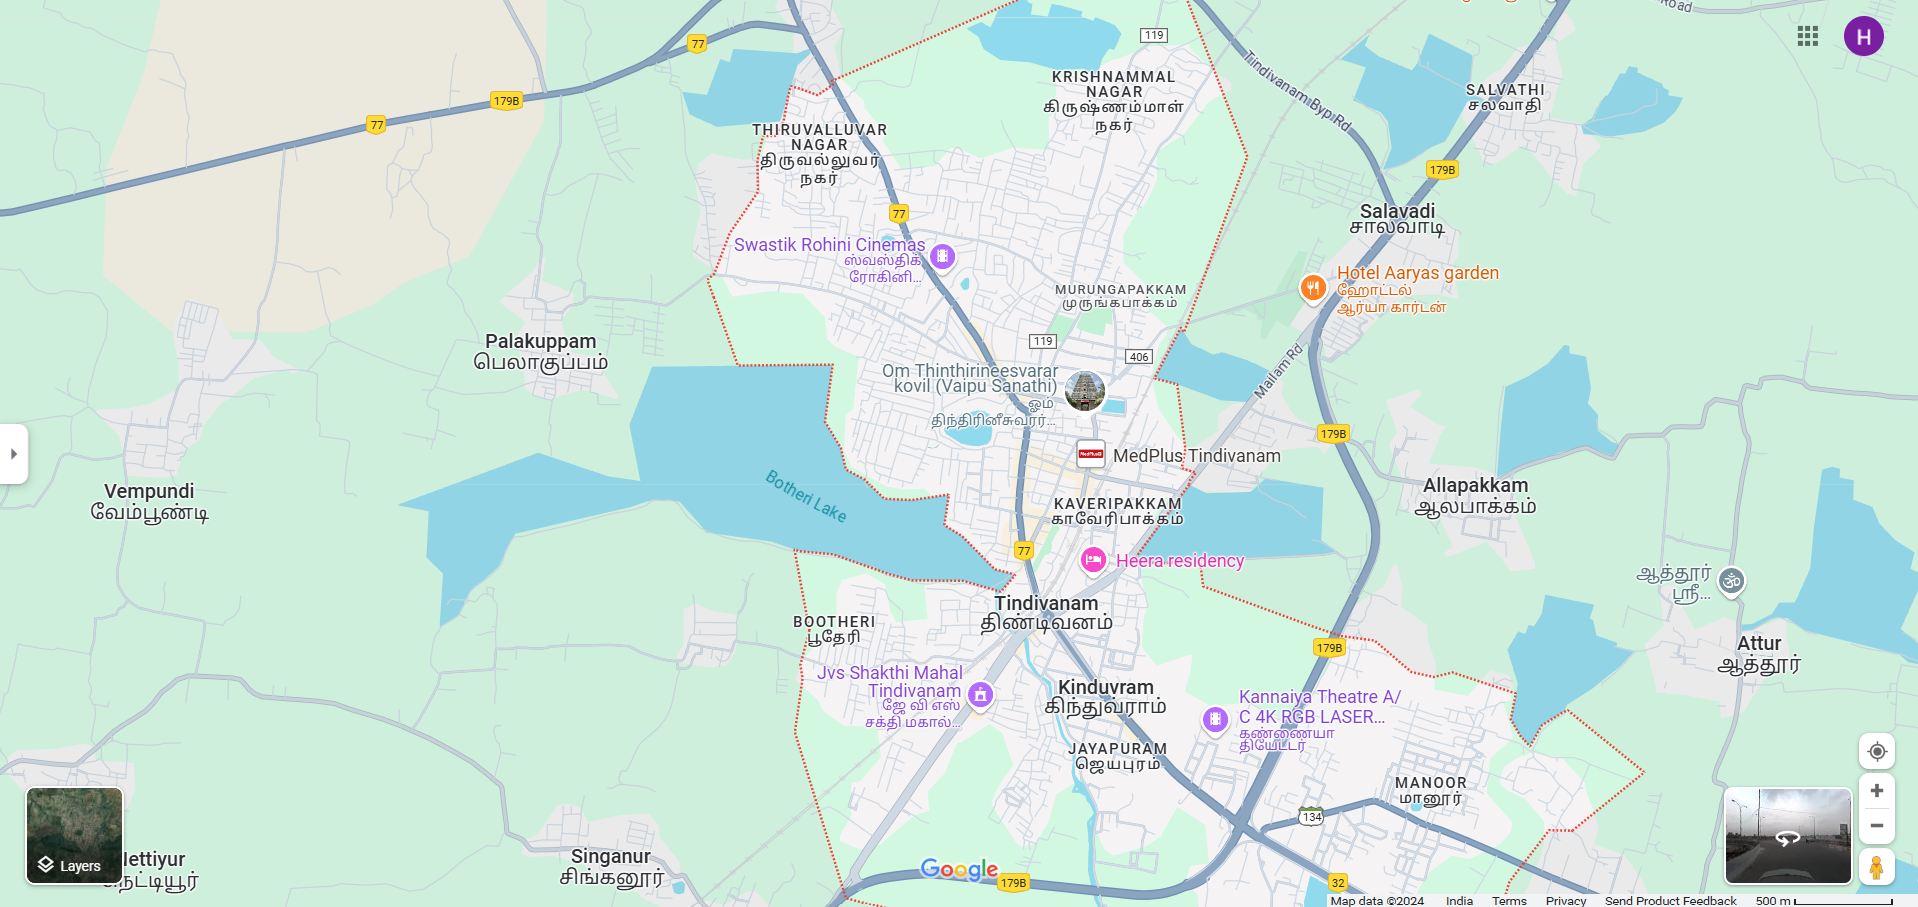 77
119
Road
H
KRISHNAMMAL
NAGAR
கிருஷ்ணம்மாள்
நகர்
Tindivanam Byp Rd
SALVATHI
சலவாதி
179B
77
THIRUVALLUVAR
NAGAR
திருவல்லுவர்
நகர்
179B
77
Salavadi
சாலவாடி
Swastik Rohini Cinemas
ஸ்வஸ்திக்
ரோகினி...
Hotel Aaryas garden
ஹோட்டல்
ஆர்யா கார்டன்
MURUNGAPAKKAM
முருங்கபாக்கம்
Palakuppam
பெலாகுப்பம்
119
406
Mailam Rd
Om Thinthirineesvarar
kovil (Vaipu Sanathi)
ஓம்
திந்திரினீசுவரர்...
179B
MedPlus
MedPlus Tindivanam
Vempundi
வேம்பூண்டி
Botheri Lake
KAVERIPAKKAM
காவேரிபாக்கம்
Allapakkam
ஆலபாக்கம்
77
Heera residency
ஆத்தூர்
ஸ்ரீ...
Tindivanam
திண்டிவனம்
BOOTHERI
பூதேரி
179B
Attur
ஆத்தூர்
Jvs Shakthi Mahal
Tindivanam
ஜே வி எஸ்
சக்தி மகால்...
Kinduvram
கிந்துவ்ராம்
Kannaiya Theatre A/
C 4K RGB LASER...
கண்ணையா
தியேட்டர்
JAYAPURAM
ஜெயபுரம்
MANOOR
மானூர்
134
Layers
Nettiyur
நெட்டியூர்
Singanur
சிங்கனூர்
Google
179B
32
Map data ©2024 India Terms Privacy Send Product Feedback 500 m